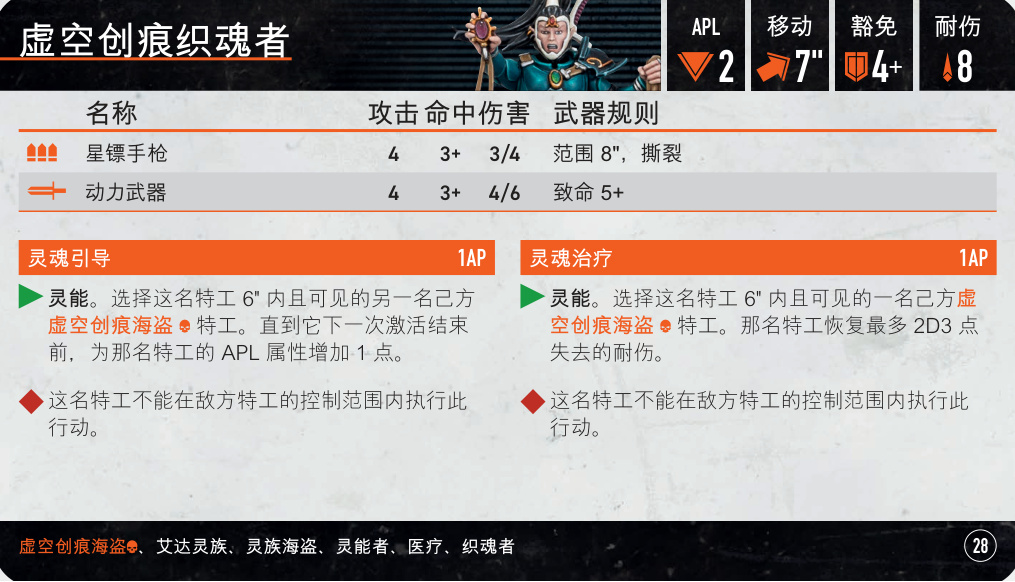 虚空创痕织魂者
APL 移动 豁免 耐伤
2 7" 4+ 8
名称 攻击 命中 伤害 武器规则
星镖手枪 4 3+ 3/4 范围 8"，撕裂
动力武器 4 3+ 4/6 致命 5+
灵魂引导 1AP
灵能。选择这名特工 6" 内且可见的另一名己方
虚空创痕海盗 特工。直到它下一次激活结束
前，为那名特工的 APL 属性增加 1 点。
这名特工不能在敌方特工的控制范围内执行此
行动。
灵魂治疗 1AP
灵能。选择这名特工 6" 内且可见的一名己方虚
空创痕海盗 特工。那名特工恢复最多 2D3 点
失去的耐伤。
这名特工不能在敌方特工的控制范围内执行此
行动。
虚空创痕海盗、艾达灵族、灵族海盗、灵能者、医疗、织魂者
28